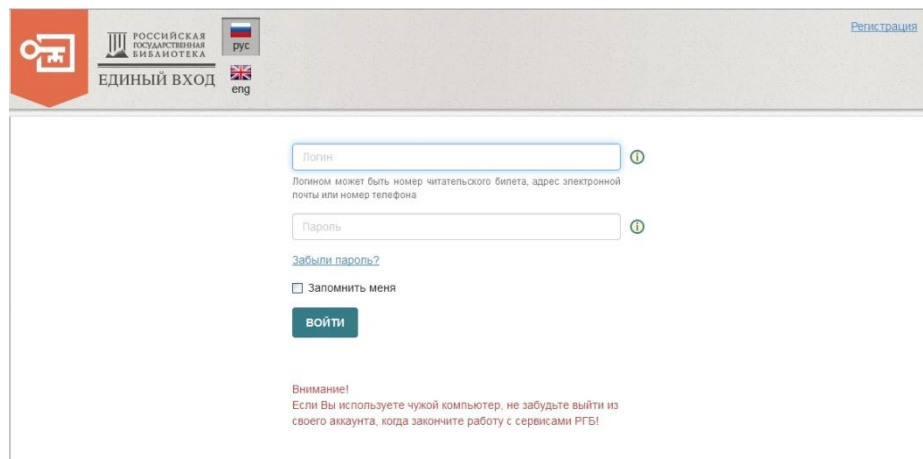 РОССИЙСКАЯ
ГОСУДАРСТВЕННАЯ
БИБЛИОТЕКА
ЕДИНЫЙ ВХОД
рус
eng
Регистрация
Логин
Логином может быть номер читательского билета, адрес электронной
почты или номер телефона
Пароль
Забыли пароль?
Запомнить меня
ВОЙТИ
Внимание!
Если Вы используете чужой компьютер, не забудьте выйти из
своего аккаунта, когда закончите работу с сервисами РГБ!